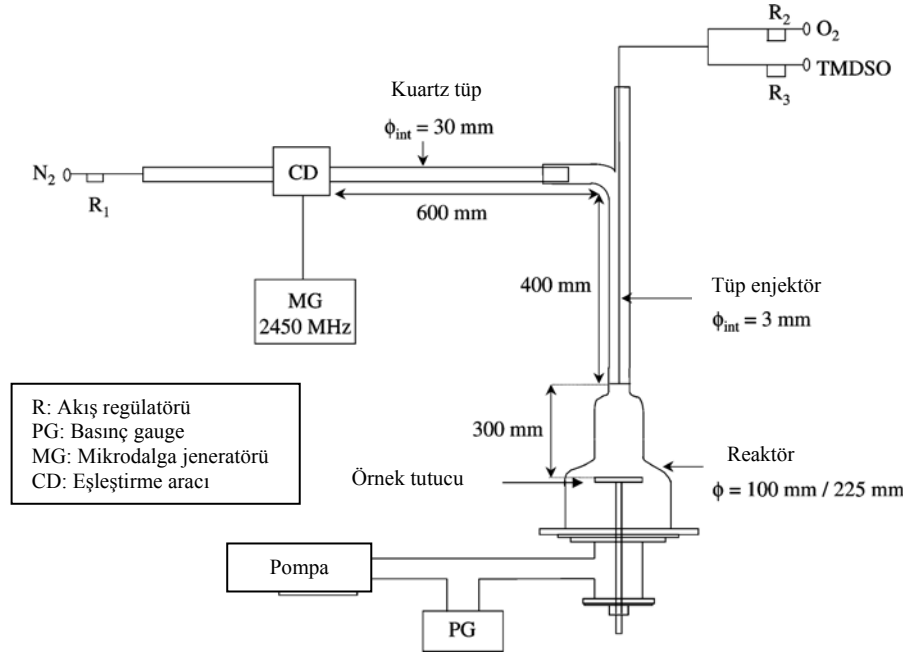 R₂
O₂
TMDSO
R₃
Kuartz tüp
ϕint = 30 mm
N₂
R₁
CD
600 mm
MG
2450 MHz
400 mm
Tüp enjektör
ϕint = 3 mm
R: Akış regülatörü
PG: Basınç gauge
MG: Mikrodalga jeneratörü
CD: Eşleştirme aracı
300 mm
Reaktör
ϕ = 100 mm / 225 mm
Örnek tutucu
Pompa
PG